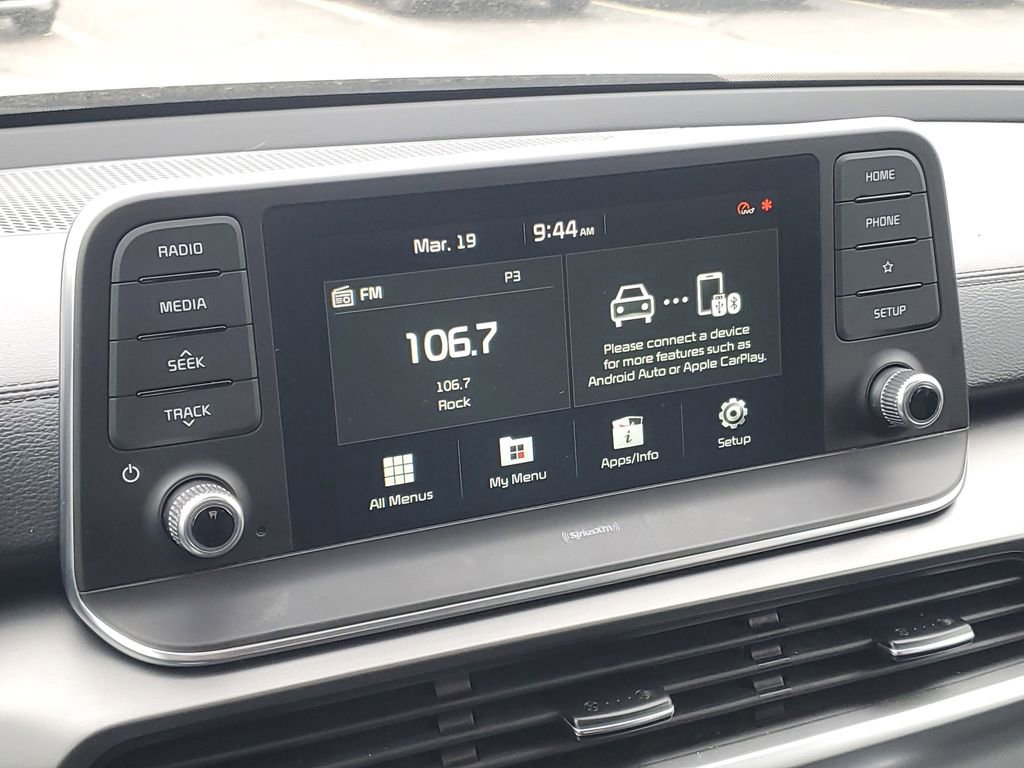 RADIO
MEDIA
SEEK
TRACK
Mar. 19
9:44 AM
UVO
FM
P3
106.7
106.7
Rock
Please connect a device
for more features such as
Android Auto or Apple CarPlay.
All Menus
My Menu
Apps/Info
Setup
HOME
PHONE
SETUP
((SiriusXM))